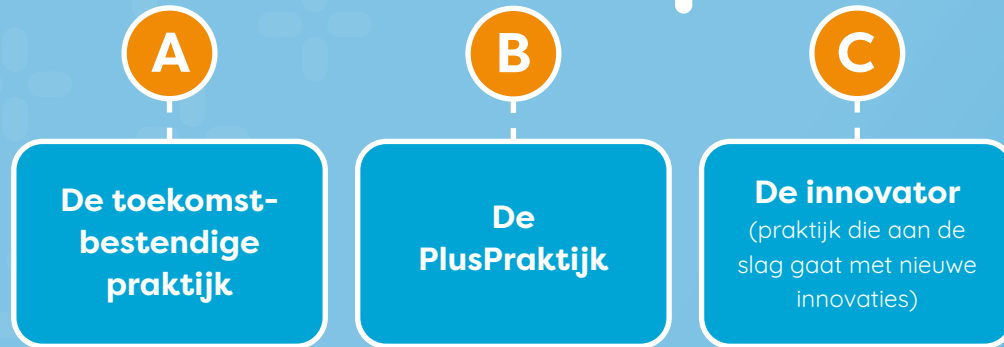 A
De toekomst-
bestendige
praktijk
B
De
PlusPraktijk
C
De innovator
(praktijk die aan de
slag gaat met nieuwe
innovaties)